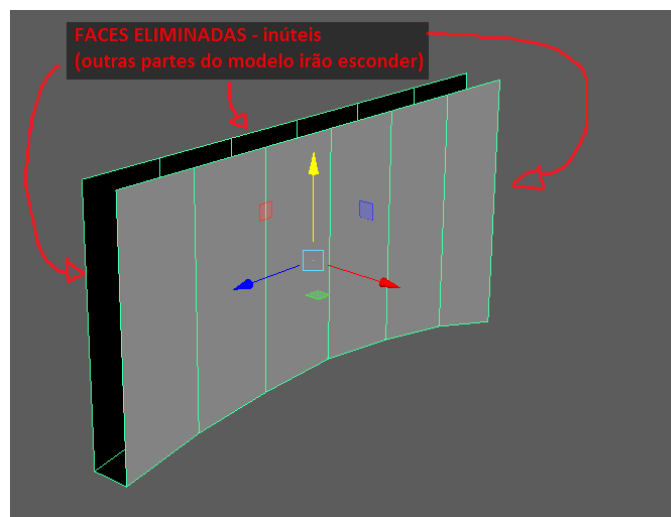 FACES ELIMINADAS - inúteis
(outras partes do modelo irão esconder)